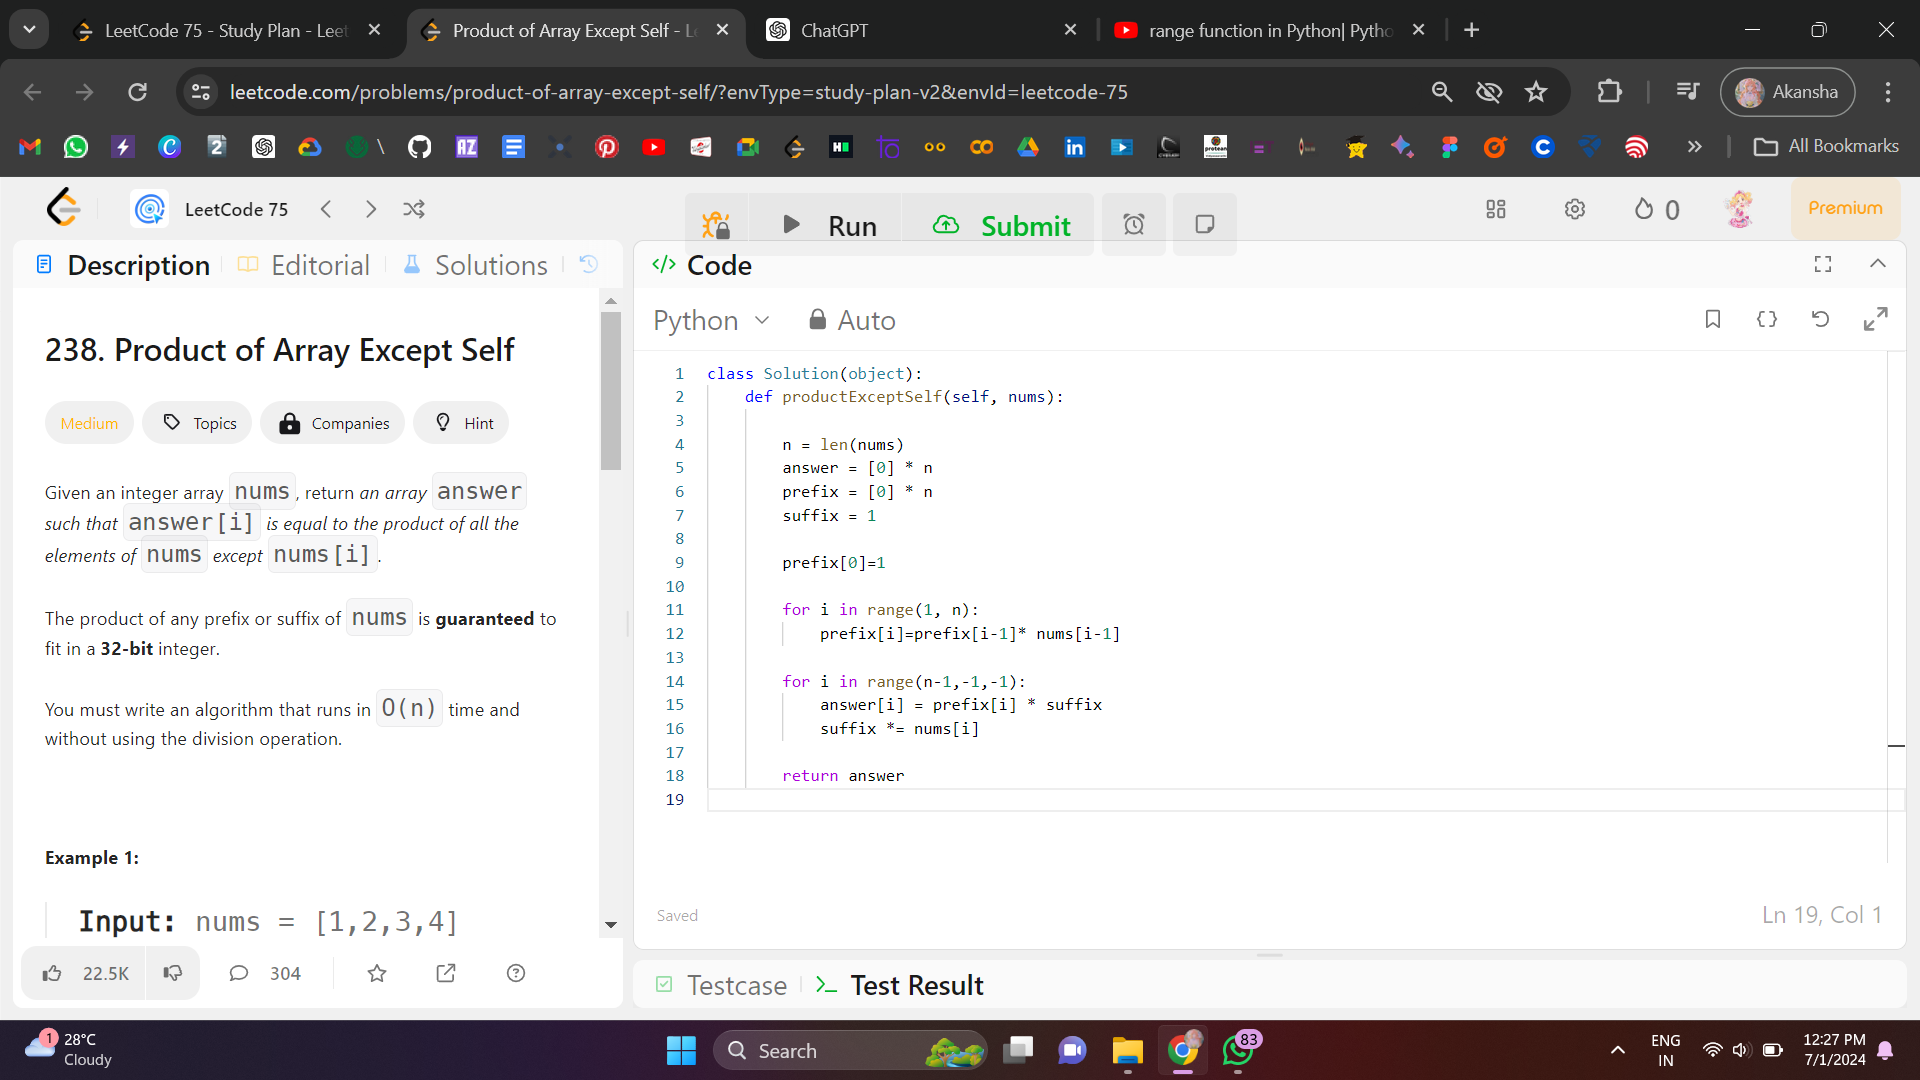 LeetCode 75 - Study Plan - Leet
Product of Array Except Self - Le
ChatGPT
range function in Python| Pytho
leetcode.com/problems/product-of-array-except-self/?envType=study-plan-v2&envId=leetcode-75
Akansha
All Bookmarks
LeetCode 75
Run
Submit
0
Premium
Description
Editorial
Solutions
</> Code
Python
Auto
238. Product of Array Except Self
Medium
Topics
Companies
Hint
Given an integer array nums, return an array answer
such that answer[i] is equal to the product of all the
elements of nums except nums[i].
The product of any prefix or suffix of nums is guaranteed to
fit in a 32-bit integer.
You must write an algorithm that runs in O(n) time and
without using the division operation.
Example 1:
Input: nums = [1,2,3,4]
22.5K
304
1 class Solution(object):
2 def productExceptSelf(self, nums):
3
4 n = len(nums)
5 answer = [0] * n
6 prefix = [0] * n
7 suffix = 1
8
9 prefix[0]=1
10
11 for i in range(1, n):
12 prefix[i]=prefix[i-1]* nums[i-1]
13
14 for i in range(n-1,-1,-1):
15 answer[i] = prefix[i] * suffix
16 suffix *= nums[i]
17
18 return answer
19
Saved
Ln 19, Col 1
Testcase
Test Result
1
28°C
Cloudy
Search
83
ENG
IN
12:27 PM
7/1/2024